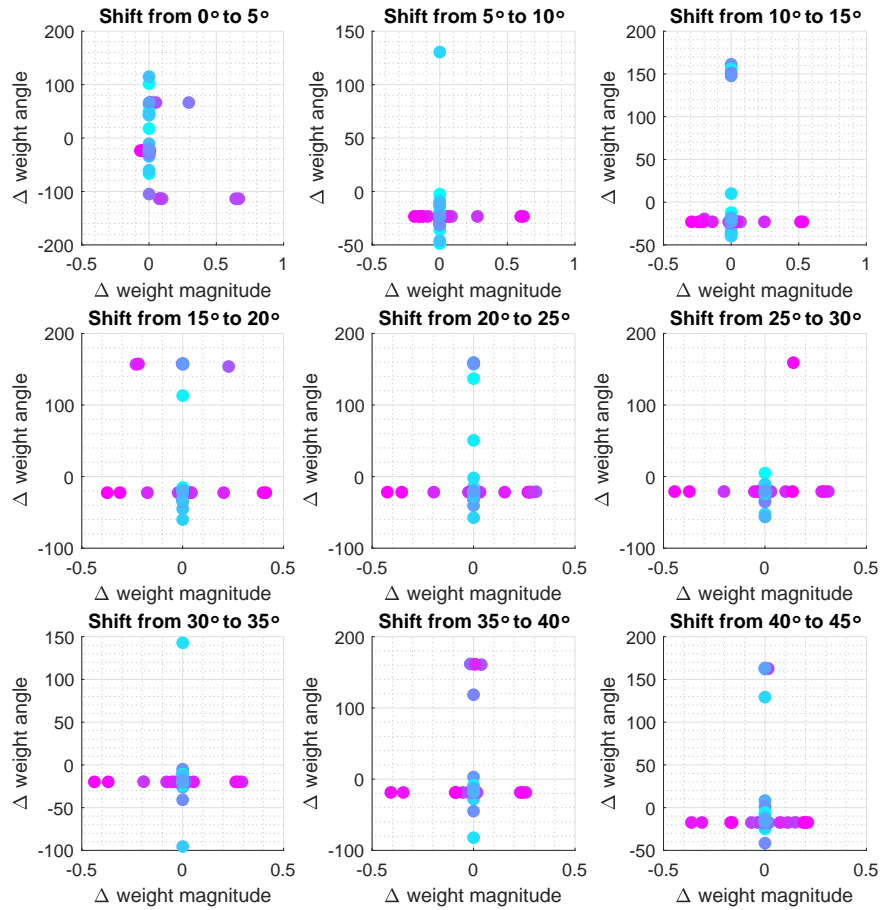 Shift from 0° to 5° Shift from 5° to 10° Shift from 10° to 15°
200 150 200
100 100 150
0 50 100
-100 0 50
-200 -50 0
-50
Δ weight angle Δ weight angle Δ weight angle
-0.5 0 0.5 1 -0.5 0 0.5 1 -0.5 0 0.5 1
Δ weight magnitude Δ weight magnitude Δ weight magnitude
Shift from 15° to 20° Shift from 20° to 25° Shift from 25° to 30°
200 200 200
100 100 100
0 0 0
-100 -100 -100
Δ weight angle Δ weight angle Δ weight angle
-0.5 0 0.5 -0.5 0 0.5 -0.5 0 0.5
Δ weight magnitude Δ weight magnitude Δ weight magnitude
Shift from 30° to 35° Shift from 35° to 40° Shift from 40° to 45°
150 200 200
100 150 150
50 100 100
0 50 50
-50 0 0
-100 -50 -50
-100
Δ weight angle Δ weight angle Δ weight angle
-0.5 0 0.5 -0.5 0 0.5 -0.5 0 0.5
Δ weight magnitude Δ weight magnitude Δ weight magnitude